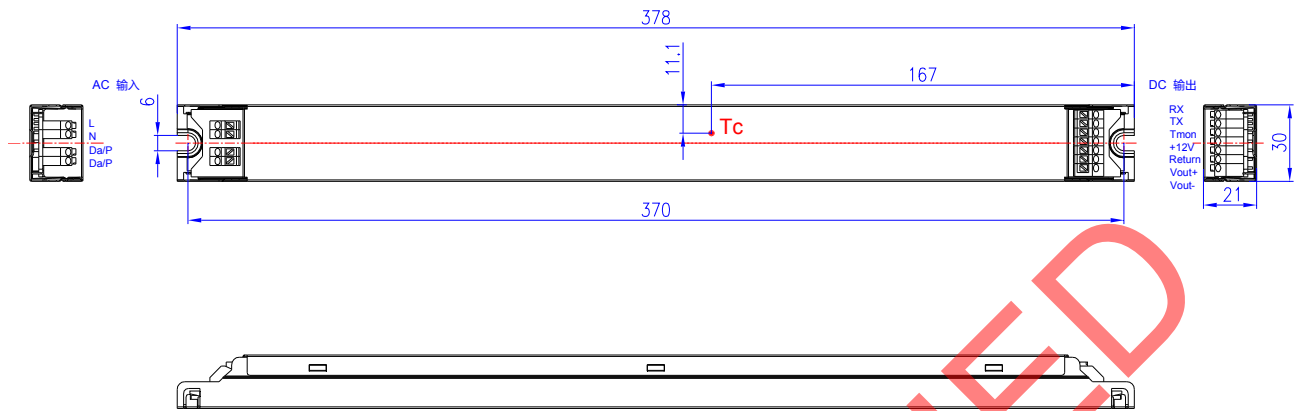 378
11.1
167
AC 输入
DC 输出
6
L
N
Da/P
Da/P
Tc
RX
TX
Tmon
+12V
Return
Vout+
Vout-
30
21
370
ED